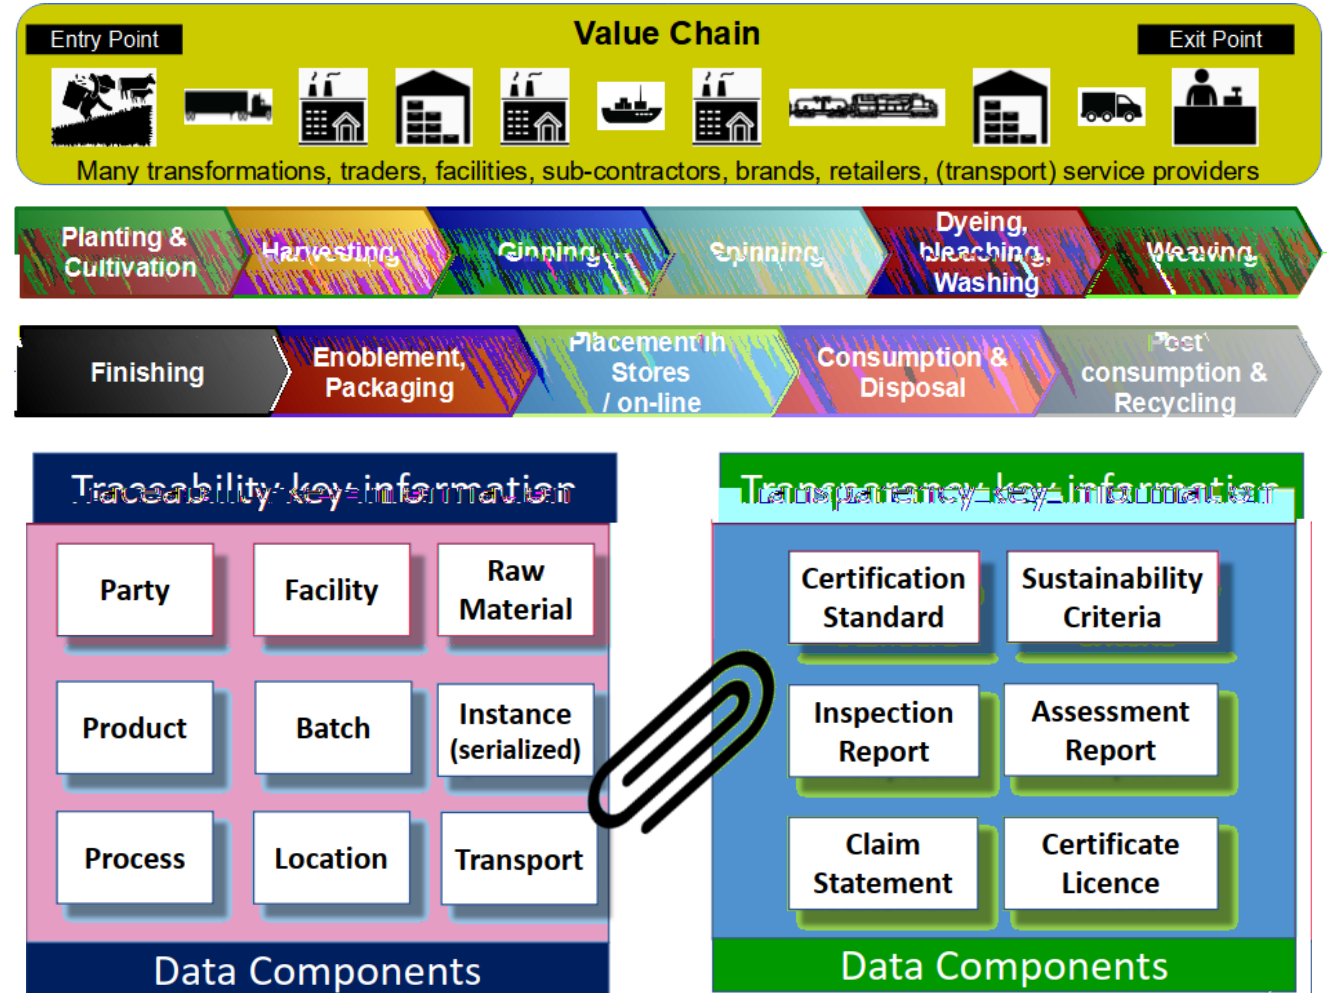 Value Chain
Entry Point
Exit Point
Many transformations, traders, facilities, sub-contractors, brands, retailers, (transport) service providers
Planting &
Cultivation
Harvesting
Ginning,
Spinning
Dyeing,
bleaching,
Washing
Weaving
Finishing
Enoblement,
Packaging
Placement in
Stores
/ on-line
Consumption &
Disposal
Post
consumption &
Recycling
Traceability key information
Party
Facility
Raw
Material
Product
Batch
Instance
(serialized)
Process
Location
Transport
Data Components
Transparency key information
Certification
Standard
Sustainability
Criteria
Inspection
Report
Assessment
Report
Claim
Statement
Certificate
Licence
Data Components